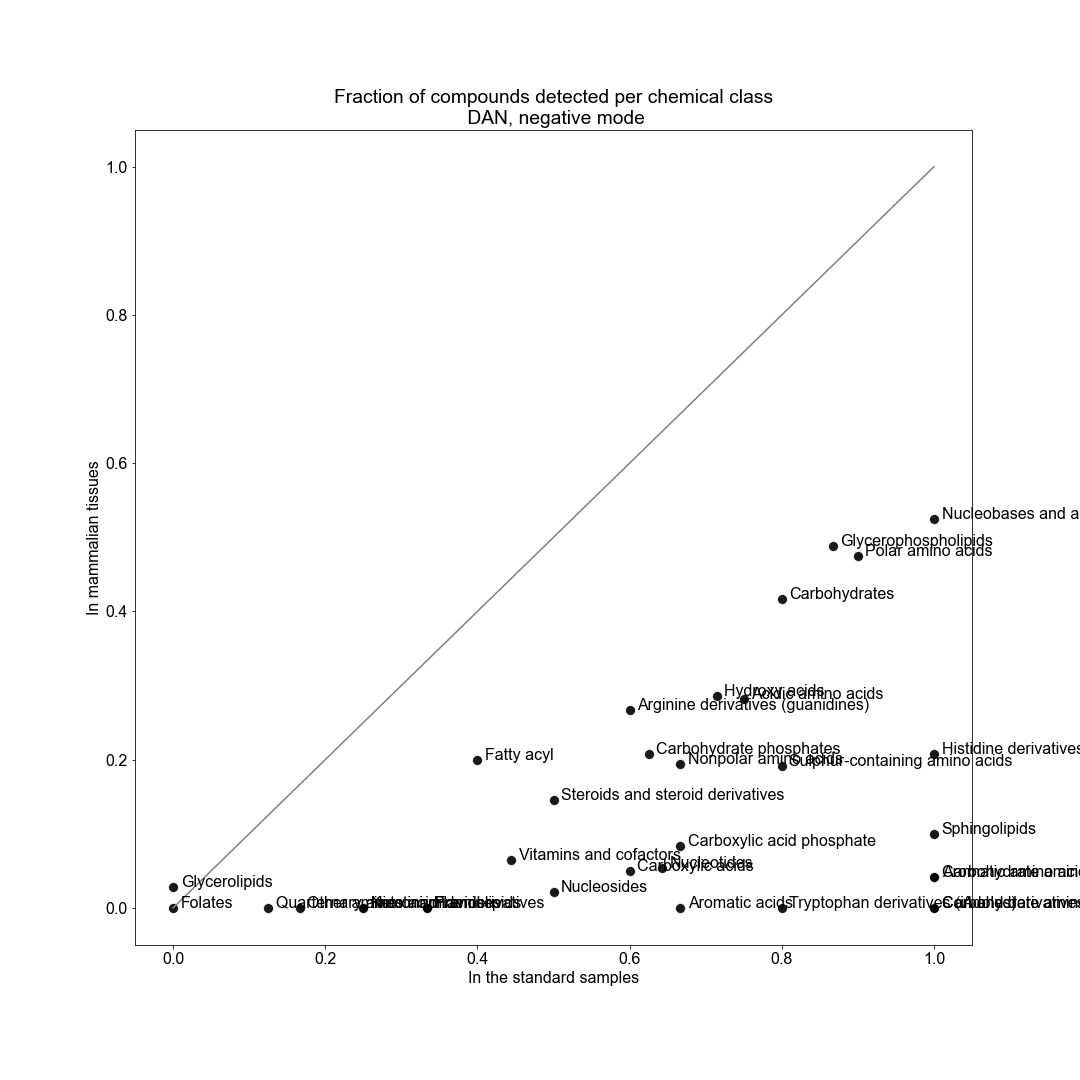 Fraction of compounds detected per chemical class
DAN, negative mode
1.0
0.8
0.6
0.4
0.2
0.0
In mammalian tissues
Nucleobases and a
Glycerophospholipids
Polar amino acids
Carbohydrates
Hydroxy acids
Acidic amino acids
Arginine derivatives (guanidines)
Fatty acyl
Carbohydrate phosphates
Histidine derivatives
Nonpolar amino acids
Sulphur-containing amino acids
Steroids and steroid derivatives
Sphingolipids
Carboxylic acid phosphate
Vitamins and cofactors
Nucleotides
Carboxylic acids
Glycerolipids
Nucleosides
Folates
Aromatic acids
Tryptophan derivatives
0.0 0.2 0.4 0.6 0.8 1.0
In the standard samples